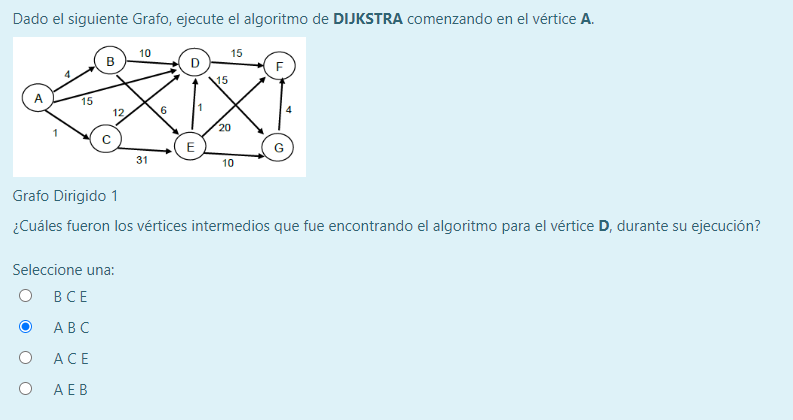 Dado el siguiente Grafo, ejecute el algoritmo de DIJKSTRA comenzando en el vértice A.
10
15
B
D
F
4
15
A
15
12
6
1
4
1
20
C
E
G
31
10
Grafo Dirigido 1
¿Cuáles fueron los vértices intermedios que fue encontrando el algoritmo para el vértice D, durante su ejecución?
Seleccione una:
B C E
A B C
A C E
A E B